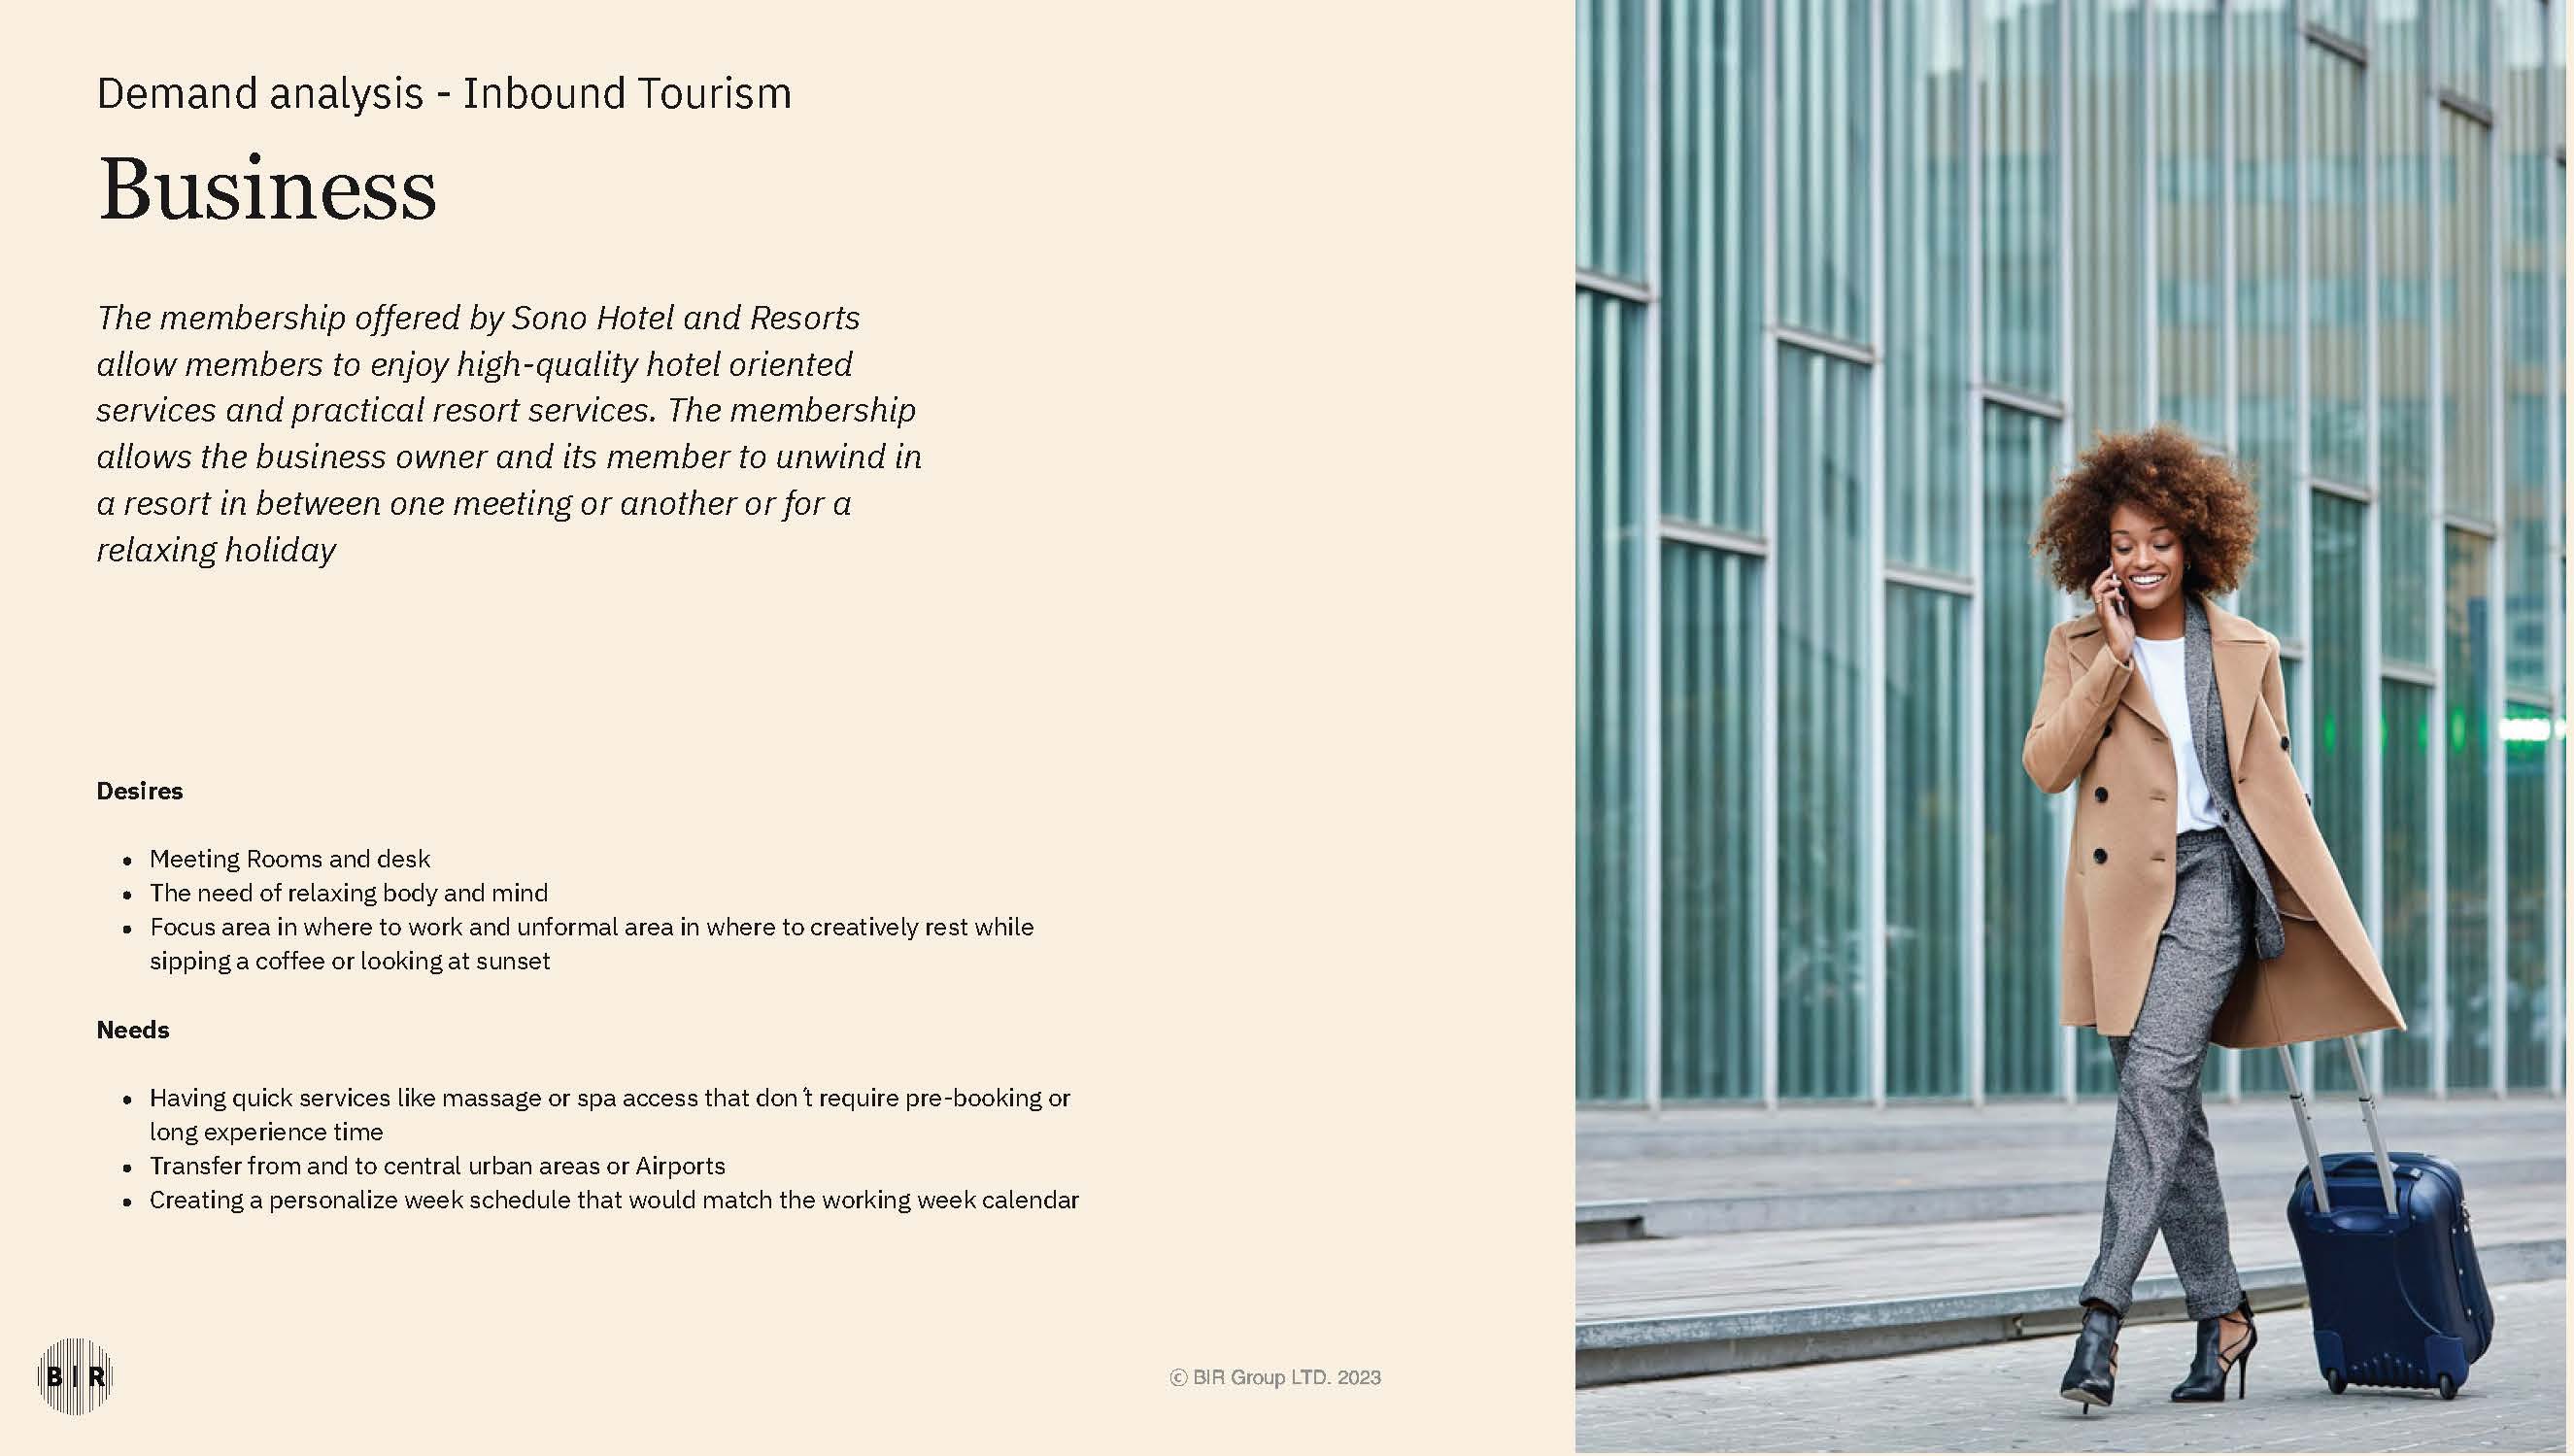 Demand analysis - Inbound Tourism
Business
The membership offered by Sono Hotel and Resorts
allow members to enjoy high-quality hotel oriented
services and practical resort services. The membership
allows the business owner and its member to unwind in
a resort in between one meeting or another or for a
relaxing holiday
Desires
• Meeting Rooms and desk
• The need of relaxing body and mind
• Focus area in where to work and unformal area in where to creatively rest while
sipping a coffee or looking at sunset
Needs
• Having quick services like massage or spa access that don't require pre-booking or
long experience time
• Transfer from and to central urban areas or Airports
• Creating a personalize week schedule that would match the working week calendar
B I R
© BIR Group LTD. 2023